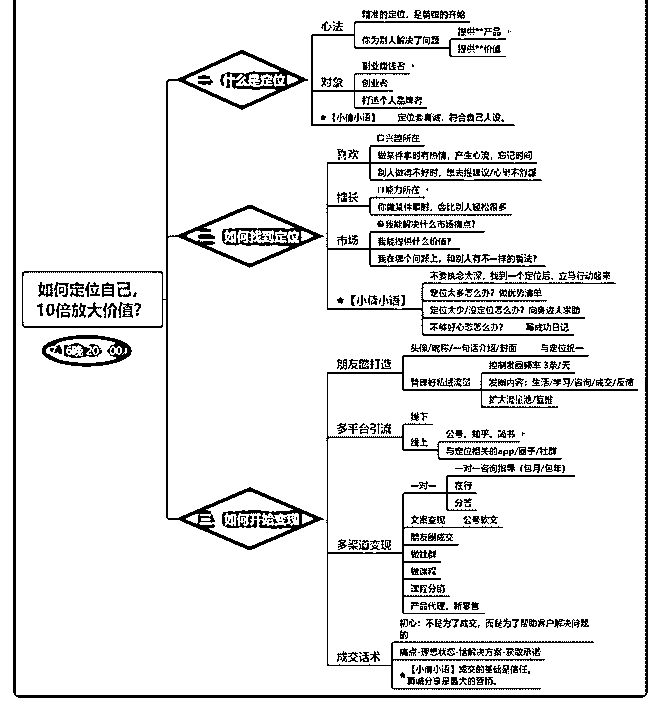 如何定位自己，
10倍放大价值？
一 什么是定位
心法
精准的定位，是赚钱的开始
你为别人解决了问题
提供**产品
提供**价值
对象
副业赚钱者
创业者
打造个人品牌者
★【小倩小语】 定位要真诚，符合自己人设。
二 如何找到定位
喜欢
兴趣所在
做某件事时有热情，产生心流，忘记时间
别人做得不好时，想去提建议/心里不舒服
擅长
能力所在
你做某件事时，会比别人轻松很多
市场
我能解决什么市场痛点？
我能提供什么价值？
我在哪个问题上，和别人有不一样的看法？
★【小倩小语】
不要执念太深，找到一个定位后，立马行动起来
定位太多怎么办？做优势清单
定位太少/没定位怎么办？向身边人求助
不够好心态怎么办？ 写成功日记
三 如何开始变现
朋友圈打造
头像/昵称/一句话介绍/封面 与定位统一
管理好私域流量
控制发圈频率 3条/天
发圈内容：生活/学习/咨询/成交/反馈
扩大流量池/互推
多平台引流
线下
线上
公号，知乎，简书
与定位相关的app/圈子/社群
多渠道变现
一对一
一对一咨询指导（包月/包年）
在行
分答
文案变现 公号软文
朋友圈成交
做社群
做课程
课程分销
产品代理，新零售
成交话术
初心：不是为了成交，而是为了帮助客户解决问题
的
痛点-理想状态-给解决方案-获取承诺
★【小倩小语】成交的基础是信任，
真诚分享是最大的营销。